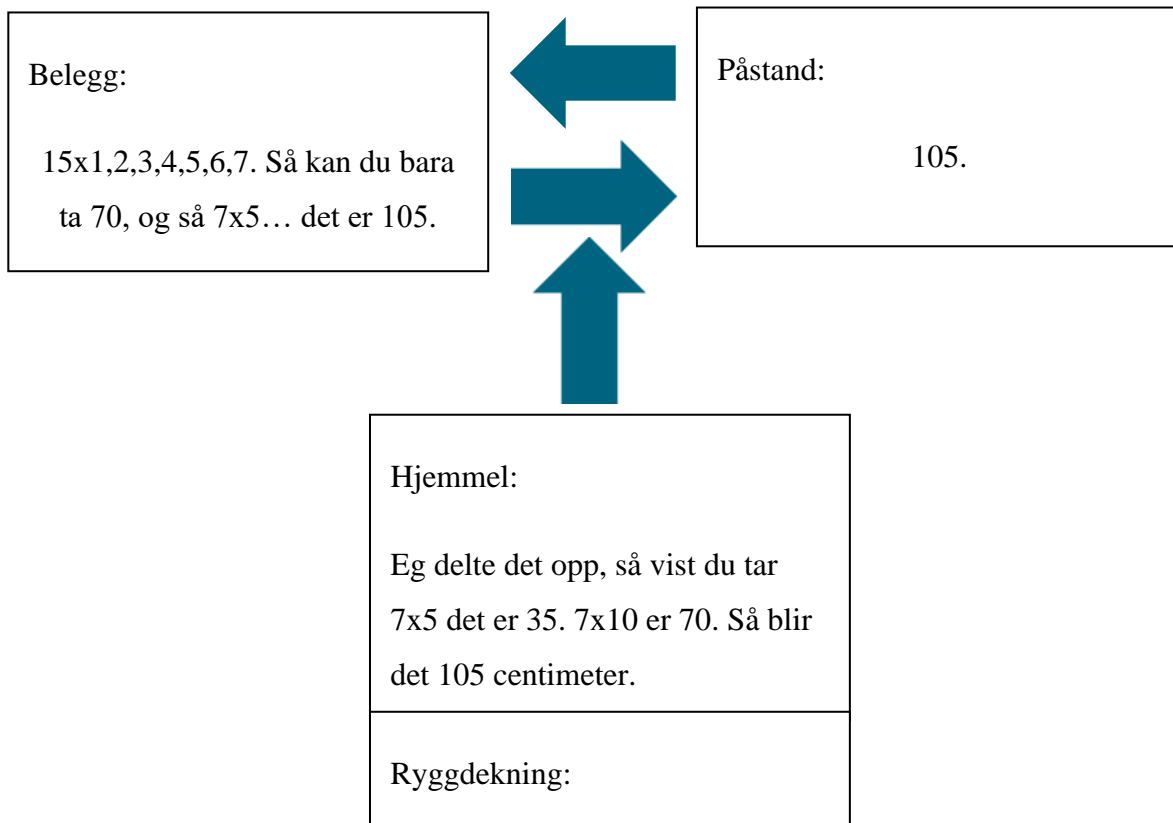 Belegg:
15x1,2,3,4,5,6,7. Så kan du bara
ta 70, og så 7x5… det er 105.
Påstand:
105.
Hjemmel:
Eg delte det opp, så vist du tar
7x5 det er 35. 7x10 er 70. Så blir
det 105 centimeter.
Ryggdekning: